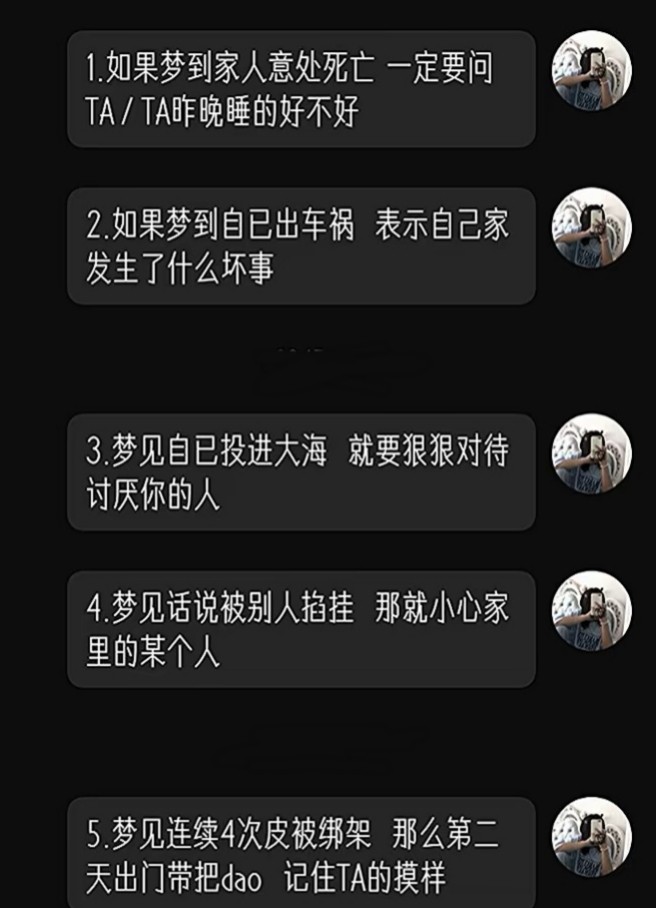 1.如果梦到家人意处死亡 一定要问
TA / TA昨晚睡的好不好
2.如果梦到自已出车祸 表示自己家
发生了什么坏事
3.梦见自已投进大海 就要狠狠对待
讨厌你的人
4.梦见话说被别人掐挂 那就小心家
里的某个人
5.梦见连续4次皮被绑架 那么第二
天出门带把dao 记住TA的摸样